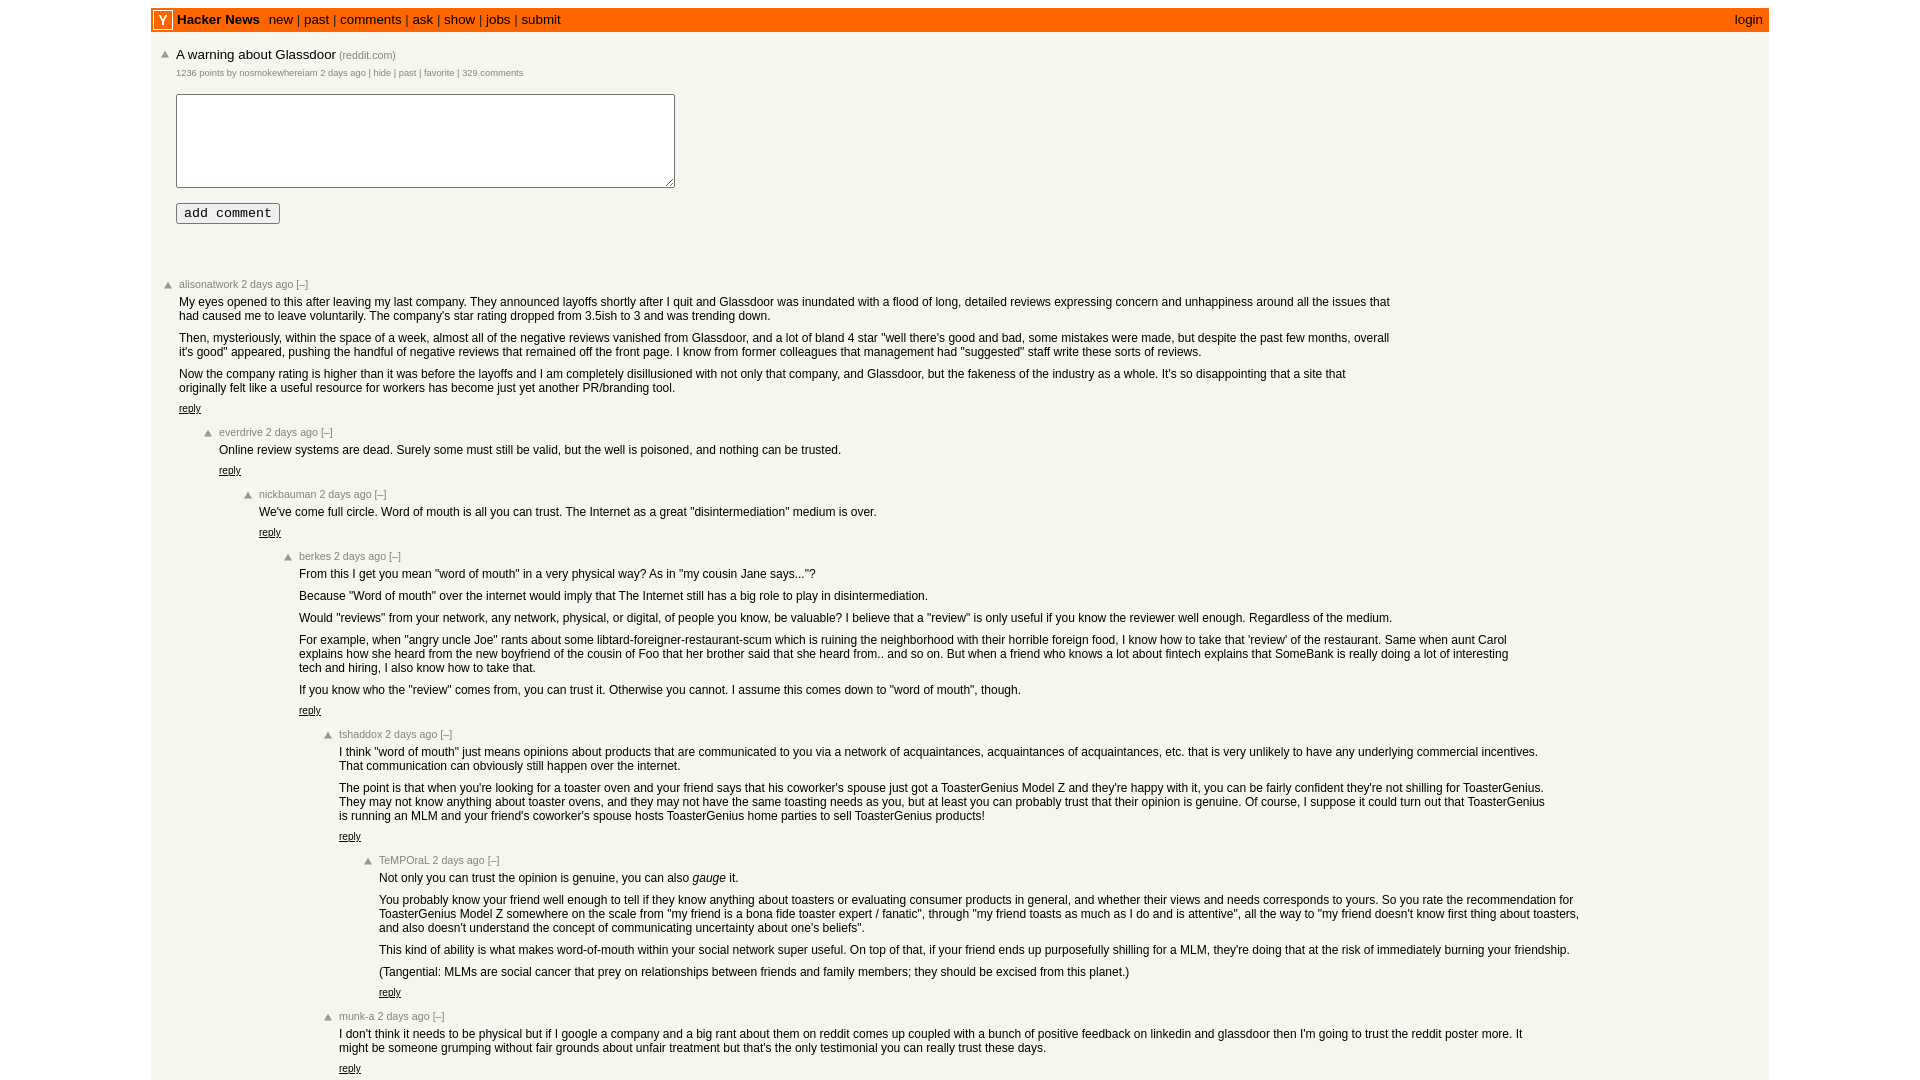 Y Hacker News new | past | comments | ask | show | jobs | submit login
A warning about Glassdoor (reddit.com)
1236 points by nosmokewhereiam 2 days ago | hide | past | favorite | 329 comments
add comment
alisonatwork 2 days ago [–]
My eyes opened to this after leaving my last company. They announced layoffs shortly after I quit and Glassdoor was inundated with a flood of long, detailed reviews expressing concern and unhappiness around all the issues that
had caused me to leave voluntarily. The company's star rating dropped from 3.5ish to 3 and was trending down.
Then, mysteriously, within the space of a week, almost all of the negative reviews vanished from Glassdoor, and a lot of bland 4 star "well there's good and bad, some mistakes were made, but despite the past few months, overall
it's good" appeared, pushing the handful of negative reviews that remained off the front page. I know from former colleagues that management had "suggested" staff write these sorts of reviews.
Now the company rating is higher than it was before the layoffs and I am completely disillusioned with not only that company, and Glassdoor, but the fakeness of the industry as a whole. It's so disappointing that a site that
originally felt like a useful resource for workers has become just yet another PR/branding tool.
reply
everdrive 2 days ago [–]
Online review systems are dead. Surely some must still be valid, but the well is poisoned, and nothing can be trusted.
reply
nickbauman 2 days ago [–]
We've come full circle. Word of mouth is all you can trust. The Internet as a great "disintermediation" medium is over.
reply
berkes 2 days ago [–]
From this I get you mean "word of mouth" in a very physical way? As in "my cousin Jane says..."?
Because "Word of mouth" over the internet would imply that The Internet still has a big role to play in disintermediation.
Would "reviews" from your network, any network, physical, or digital, of people you know, be valuable? I believe that a "review" is only useful if you know the reviewer well enough. Regardless of the medium.
For example, when "angry uncle Joe" rants about some libtard-foreigner-restaurant-scum which is ruining the neighborhood with their horrible foreign food, I know how to take that 'review' of the restaurant. Same when aunt Carol
explains how she heard from the new boyfriend of the cousin of Foo that her brother said that she heard from.. and so on. But when a friend who knows a lot about fintech explains that SomeBank is really doing a lot of interesting
tech and hiring, I also know how to take that.
If you know who the "review" comes from, you can trust it. Otherwise you cannot. I assume this comes down to "word of mouth", though.
reply
tshaddox 2 days ago [–]
I think "word of mouth" just means opinions about products that are communicated to you via a network of acquaintances, acquaintances of acquaintances, etc. that is very unlikely to have any underlying commercial incentives.
That communication can obviously still happen over the internet.
The point is that when you're looking for a toaster oven and your friend says that his coworker's spouse just got a ToasterGenius Model Z and they're happy with it, you can be fairly confident they're not shilling for ToasterGenius.
They may not know anything about toaster ovens, and they may not have the same toasting needs as you, but at least you can probably trust that their opinion is genuine. Of course, I suppose it could turn out that ToasterGenius
is running an MLM and your friend's coworker's spouse hosts ToasterGenius home parties to sell ToasterGenius products!
reply
TeMPOraL 2 days ago [–]
Not only you can trust the opinion is genuine, you can also gauge it.
You probably know your friend well enough to tell if they know anything about toasters or evaluating consumer products in general, and whether their views and needs corresponds to yours. So you rate the recommendation for
ToasterGenius Model Z somewhere on the scale from "my friend is a bona fide toaster expert / fanatic", through "my friend toasts as much as I do and is attentive", all the way to "my friend doesn't know first thing about toasters,
and also doesn't understand the concept of communicating uncertainty about one's beliefs".
This kind of ability is what makes word-of-mouth within your social network super useful. On top of that, if your friend ends up purposefully shilling for a MLM, they're doing that at the risk of immediately burning your friendship.
(Tangential: MLMs are social cancer that prey on relationships between friends and family members; they should be excised from this planet.)
reply
munk-a 2 days ago [–]
I don't think it needs to be physical but if I google a company and a big rant about them on reddit comes up coupled with a bunch of positive feedback on linkedin and glassdoor then I'm going to trust the reddit poster more. It
might be someone grumping without fair grounds about unfair treatment but that's the only testimonial you can really trust these days.
reply